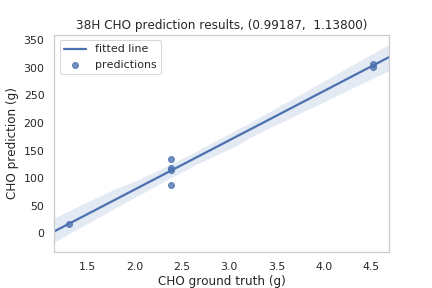 38H CHO prediction results, (0.99187,  1.13800)
fitted line
predictions
350
300
250
200
150
100
50
0
CHO prediction (g)
1.5 2.0 2.5 3.0 3.5 4.0 4.5
CHO ground truth (g)